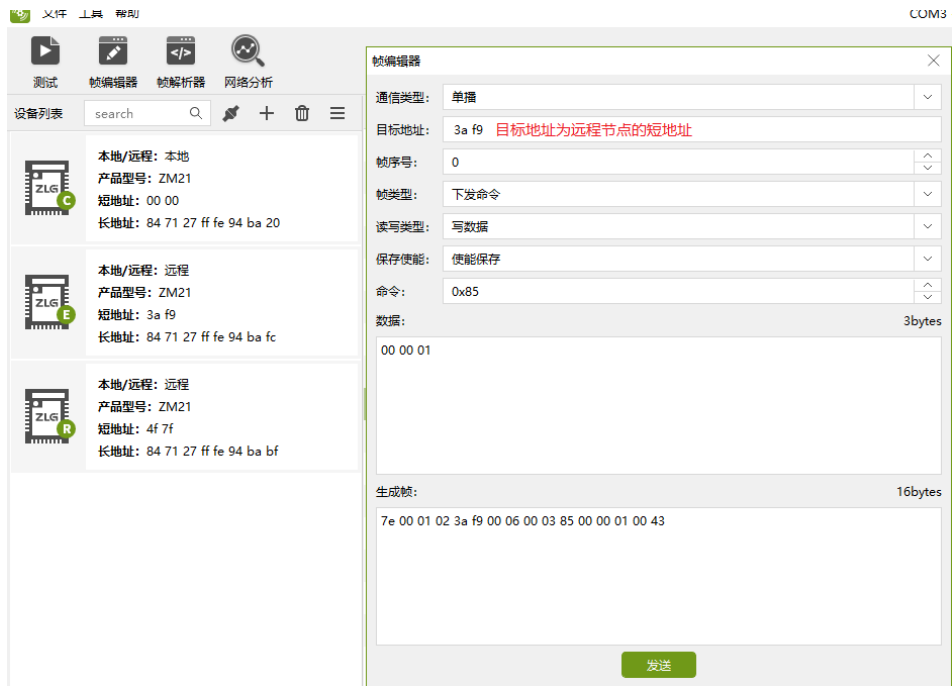 文件 工具 帮助 COM3
测试 帧编辑器 帧解析器 网络分析
设备列表 search
ZLG C
本地/远程: 本地
产品型号: ZM21
短地址: 00 00
长地址: 84 71 27 ff fe 94 ba 20
ZLG E
本地/远程: 远程
产品型号: ZM21
短地址: 3a f9
长地址: 84 71 27 ff fe 94 ba fc
ZLG R
本地/远程: 远程
产品型号: ZM21
短地址: 4f 7f
长地址: 84 71 27 ff fe 94 ba bf
帧编辑器
通信类型: 单播
目标地址: 3a f9 目标地址为远程节点的短地址
帧序号: 0
帧类型: 下发命令
读写类型: 写数据
保存使能: 使能保存
命令: 0x85
数据: 3bytes
00 00 01
生成帧: 16bytes
7e 00 01 02 3a f9 00 06 00 03 85 00 00 01 00 43
发送